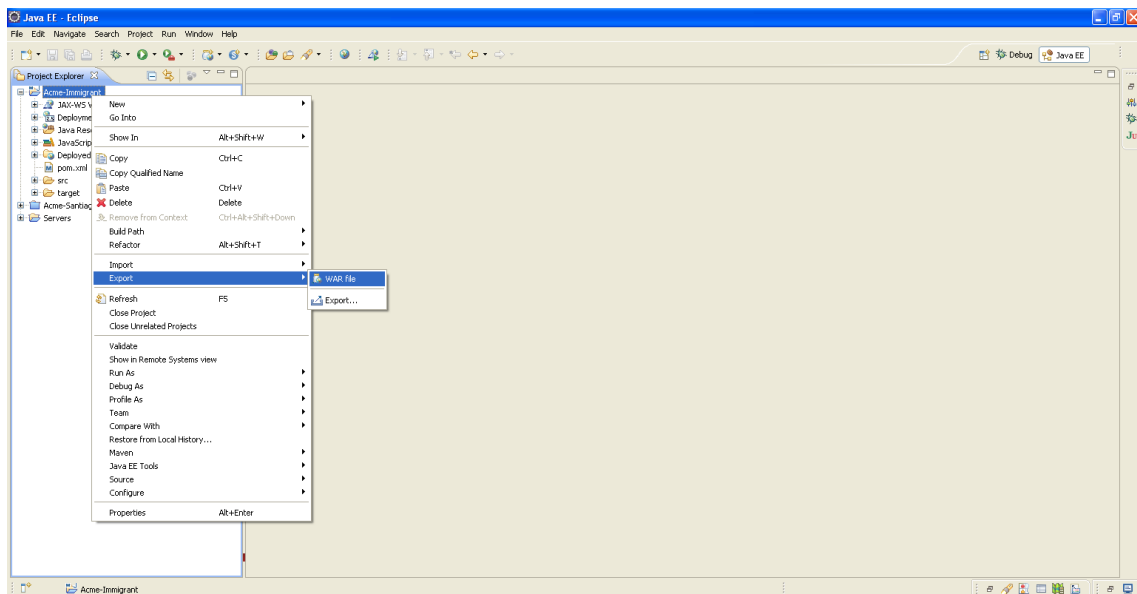 Java EE - Eclipse
File Edit Navigate Search Project Run Window Help
Debug Java EE
Project Explorer
Acme-Immigrant
JAX-WS
Deployme
Java Res
JavaScrip
Deployed
pom.xml
src
target
Acme-Santiag
Servers
New
Go Into
Show In Alt+Shift+W
Copy Ctrl+C
Copy Qualified Name
Paste Ctrl+V
Delete Delete
Remove from Context Ctrl+Alt+Shift+Down
Build Path
Refactor Alt+Shift+T
Import
Export
WAR file
Export...
Refresh F5
Close Project
Close Unrelated Projects
Validate
Show in Remote Systems view
Run As
Debug As
Profile As
Team
Compare With
Restore from Local History...
Maven
Java EE Tools
Source
Configure
Properties Alt+Enter
Ju
Acme-Immigrant